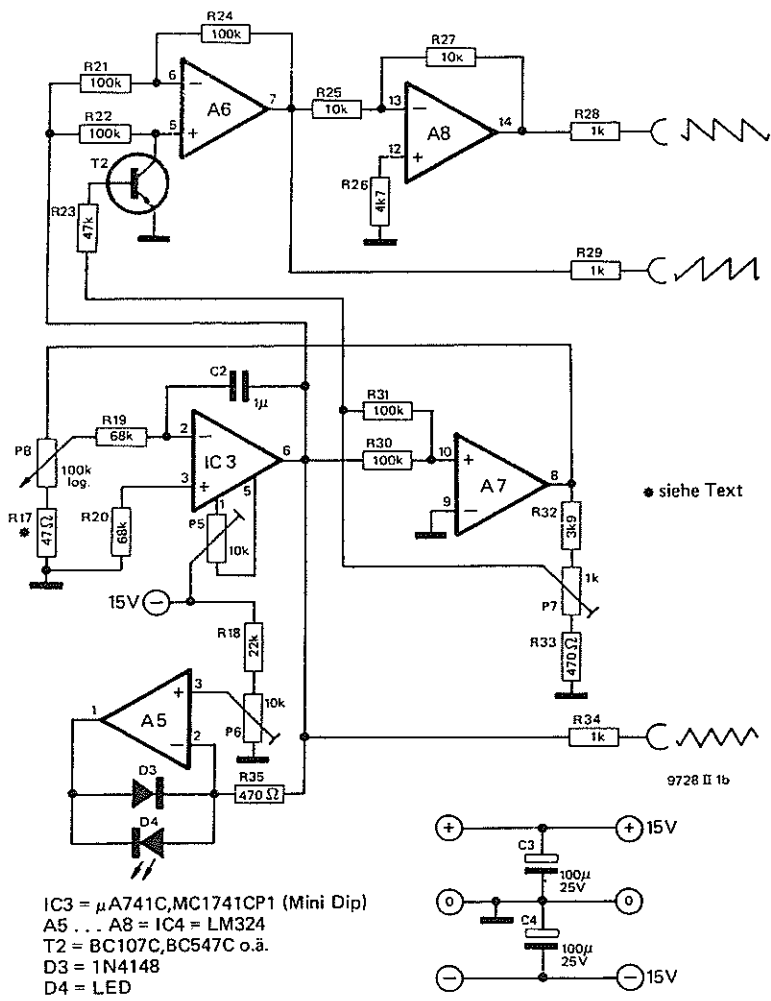 R24
100k
R21
100k
6
−
A6
7
R22
100k
5
+
T2
R23
47k
R25
10k
R27
10k
13
−
A8
14
12
+
R26
4k7
R28
1k
R29
1k
C2
1µ
R19
68k
2
−
IC 3
6
3
+
1
5
P8
100k
log.
R17
*
47Ω
R20
68k
P5
10k
15V −
R31
100k
R30
100k
10
+
A7
8
9
−
R32
3k9
* siehe Text
1k
P7
R33
470Ω
R18
22k
1
A5
+
3
−
2
10k
P6
D3
D4
R35
470 Ω
R34
1k
9728 II 1b
+
+ 15V
C3
100µ
25V
0
0
C4
100µ
25V
−
− 15V
IC3 = µA741C,MC1741CP1 (Mini Dip)
A5 . . . A8 = IC4 = LM324
T2 = BC107C,BC547C o.ä.
D3 = 1N4148
D4 = LED